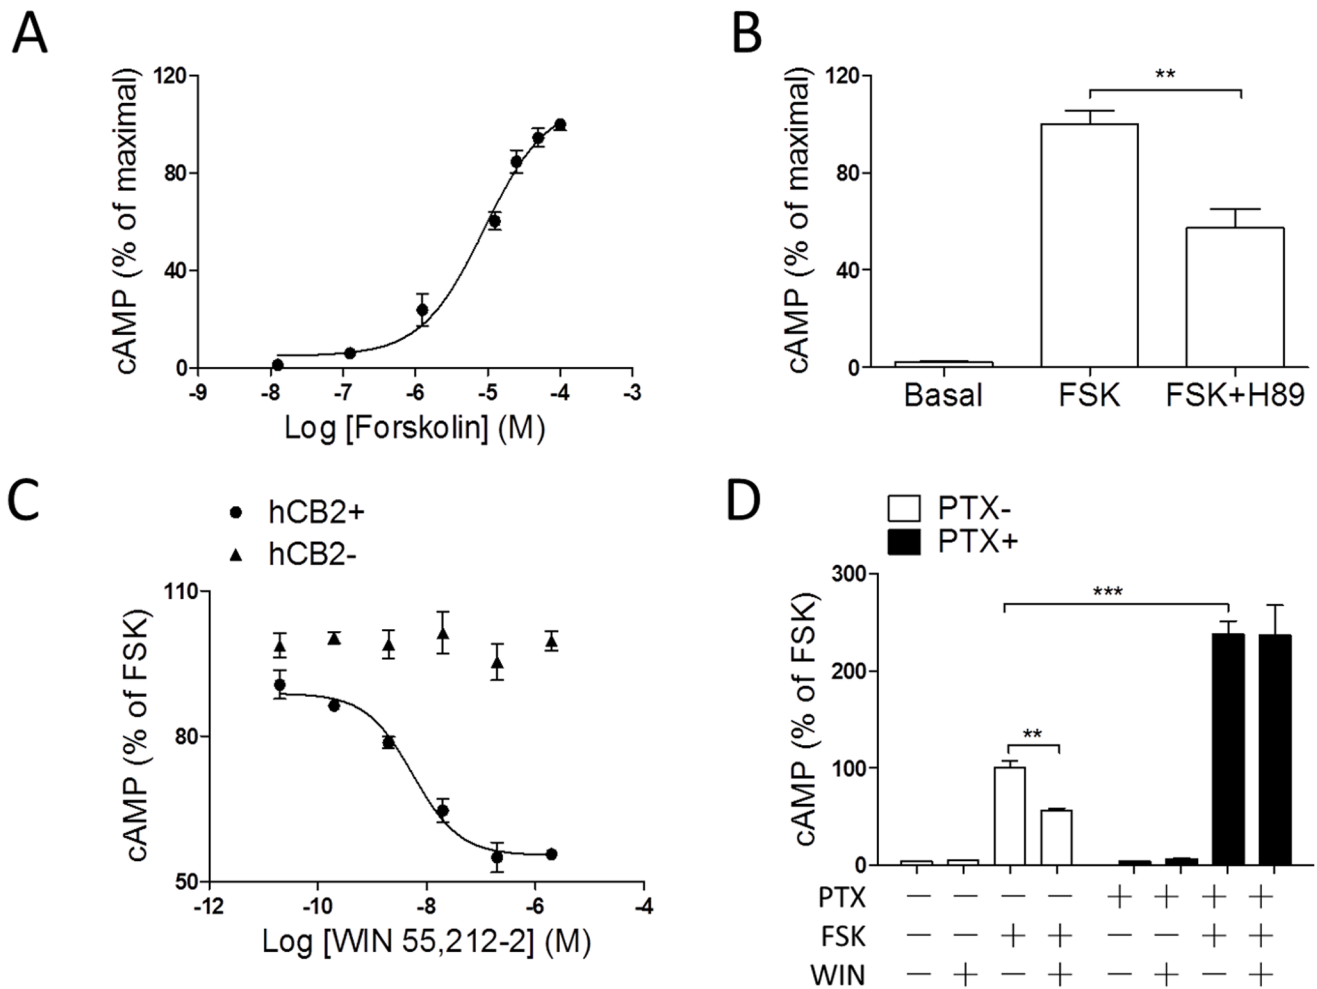 A
cAMP (% of maximal)
120
80
40
0
-9 -8 -7 -6 -5 -4 -3
Log [Forskolin] (M)
B
cAMP (% of maximal)
120
80
40
0
**
Basal FSK FSK+H89
C
hCB2+
hCB2-
cAMP (% of FSK)
110
80
50
-12 -10 -8 -6 -4
Log [WIN 55,212-2] (M)
D
PTX-
PTX+
cAMP (% of FSK)
300
200
100
0
***
**
PTX — — — — + + + +
FSK — — + + — — + +
WIN — + — + — + — +